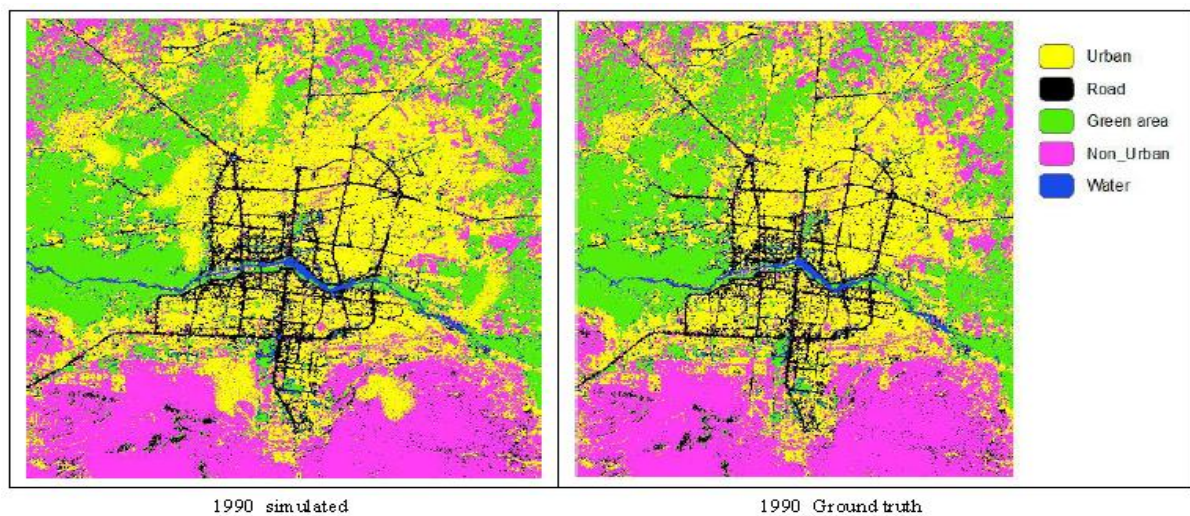 Urban
Road
Green area
Non_Urban
Water
1990 simulated
1990 Ground truth